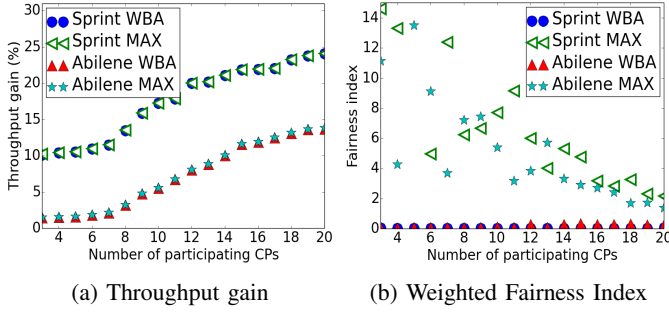 Throughput gain (%)
30
25
20
15
10
5
0
Sprint WBA
Sprint MAX
Abilene WBA
Abilene MAX
4 6 8 10 12 14 16 18 20
Number of participating CPs
(a) Throughput gain
Fairness index
14
12
10
8
6
4
2
0
Sprint WBA
Sprint MAX
Abilene WBA
Abilene MAX
4 6 8 10 12 14 16 18 20
Number of participating CPs
(b) Weighted Fairness Index